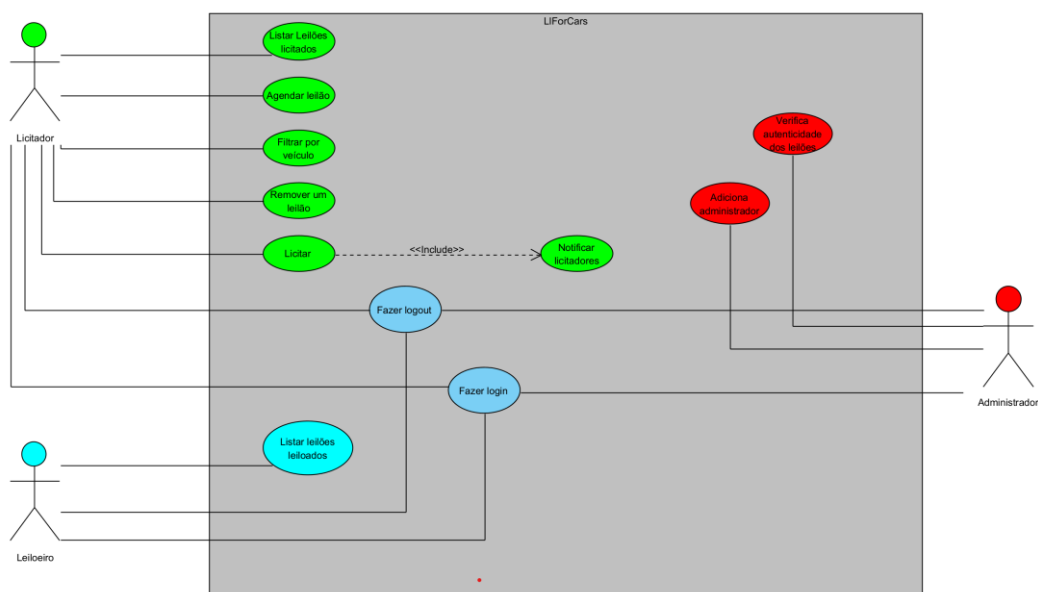 LIForCars
Listar Leilões
licitados
Agendar leilão
Licitador
Filtrar por
veículo
Verifica
autenticidade
dos leilões
Remover um
leilão
Adiciona
administrador
Licitar
<<Include>>
Notificar
licitadores
Fazer logout
Fazer login
Administrador
Listar leilões
leiloados
Leiloeiro